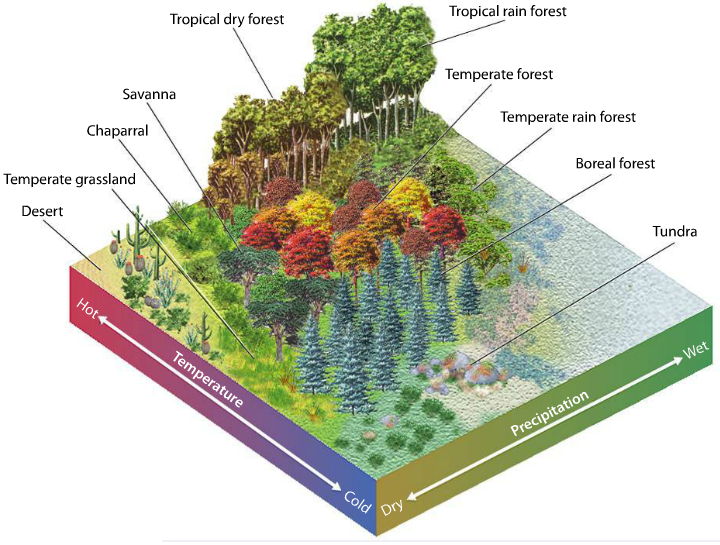 Tropical rain forest
Tropical dry forest
Temperate forest
Savanna
Temperate rain forest
Chaparral
Boreal forest
Temperate grassland
Desert
Tundra
Hot
Temperature
Cold
Dry
Precipitation
Wet